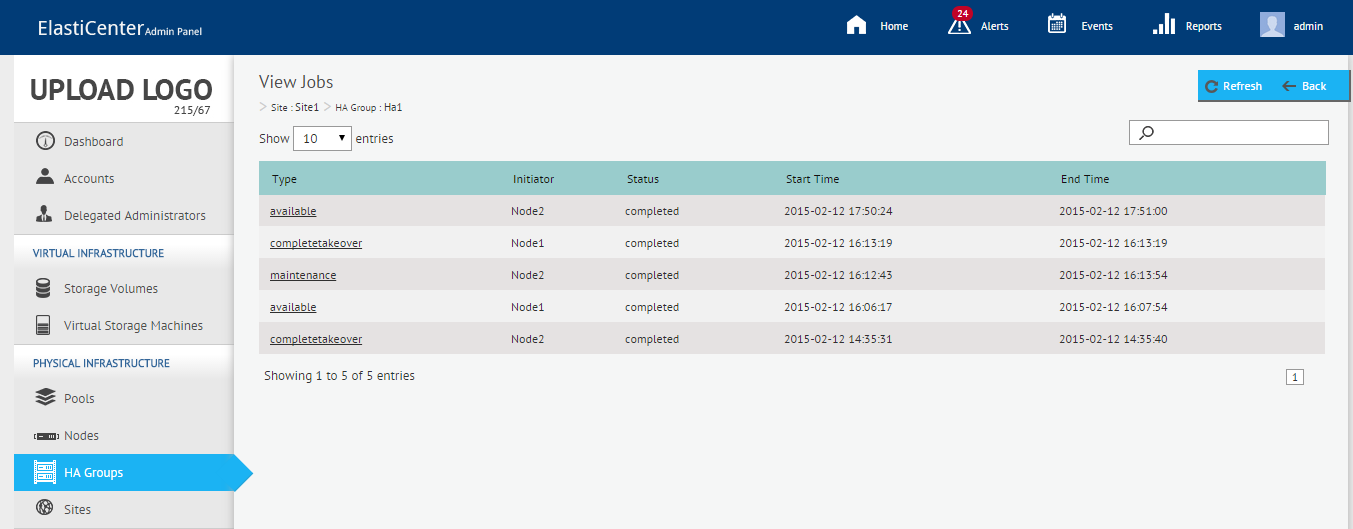 ElastiCenter Admin Panel
Home
24
Alerts
Events
Reports
admin
UPLOAD LOGO
215/67
Dashboard
Accounts
Delegated Administrators
VIRTUAL INFRASTRUCTURE
Storage Volumes
Virtual Storage Machines
PHYSICAL INFRASTRUCTURE
Pools
Nodes
HA Groups
Sites
View Jobs
Refresh Back
> Site : Site1 > HA Group : Ha1
Show 10 entries
Type Initiator Status Start Time End Time
available Node2 completed 2015-02-12 17:50:24 2015-02-12 17:51:00
completetakeover Node1 completed 2015-02-12 16:13:19 2015-02-12 16:13:19
maintenance Node2 completed 2015-02-12 16:12:43 2015-02-12 16:13:54
available Node1 completed 2015-02-12 16:06:17 2015-02-12 16:07:54
completetakeover Node2 completed 2015-02-12 14:35:31 2015-02-12 14:35:40
Showing 1 to 5 of 5 entries
1